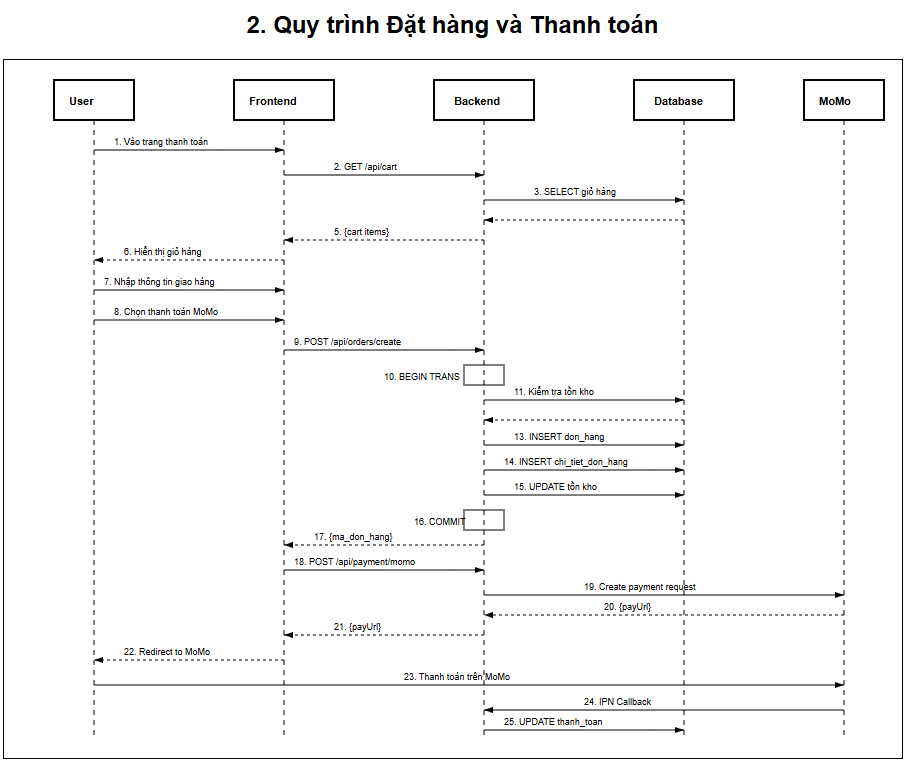 2. Quy trình Đặt hàng và Thanh toán
User
Frontend
Backend
Database
MoMo
1. Vào trang thanh toán
2. GET /api/cart
3. SELECT giỏ hàng
5. {cart items}
6. Hiển thị giỏ hàng
7. Nhập thông tin giao hàng
8. Chọn thanh toán MoMo
9. POST /api/orders/create
10. BEGIN TRANS
11. Kiểm tra tồn kho
13. INSERT don_hang
14. INSERT chi_tiet_don_hang
15. UPDATE tồn kho
16. COMMIT
17. {ma_don_hang}
18. POST /api/payment/momo
19. Create payment request
20. {payUrl}
21. {payUrl}
22. Redirect to MoMo
23. Thanh toán trên MoMo
24. IPN Callback
25. UPDATE thanh_toan